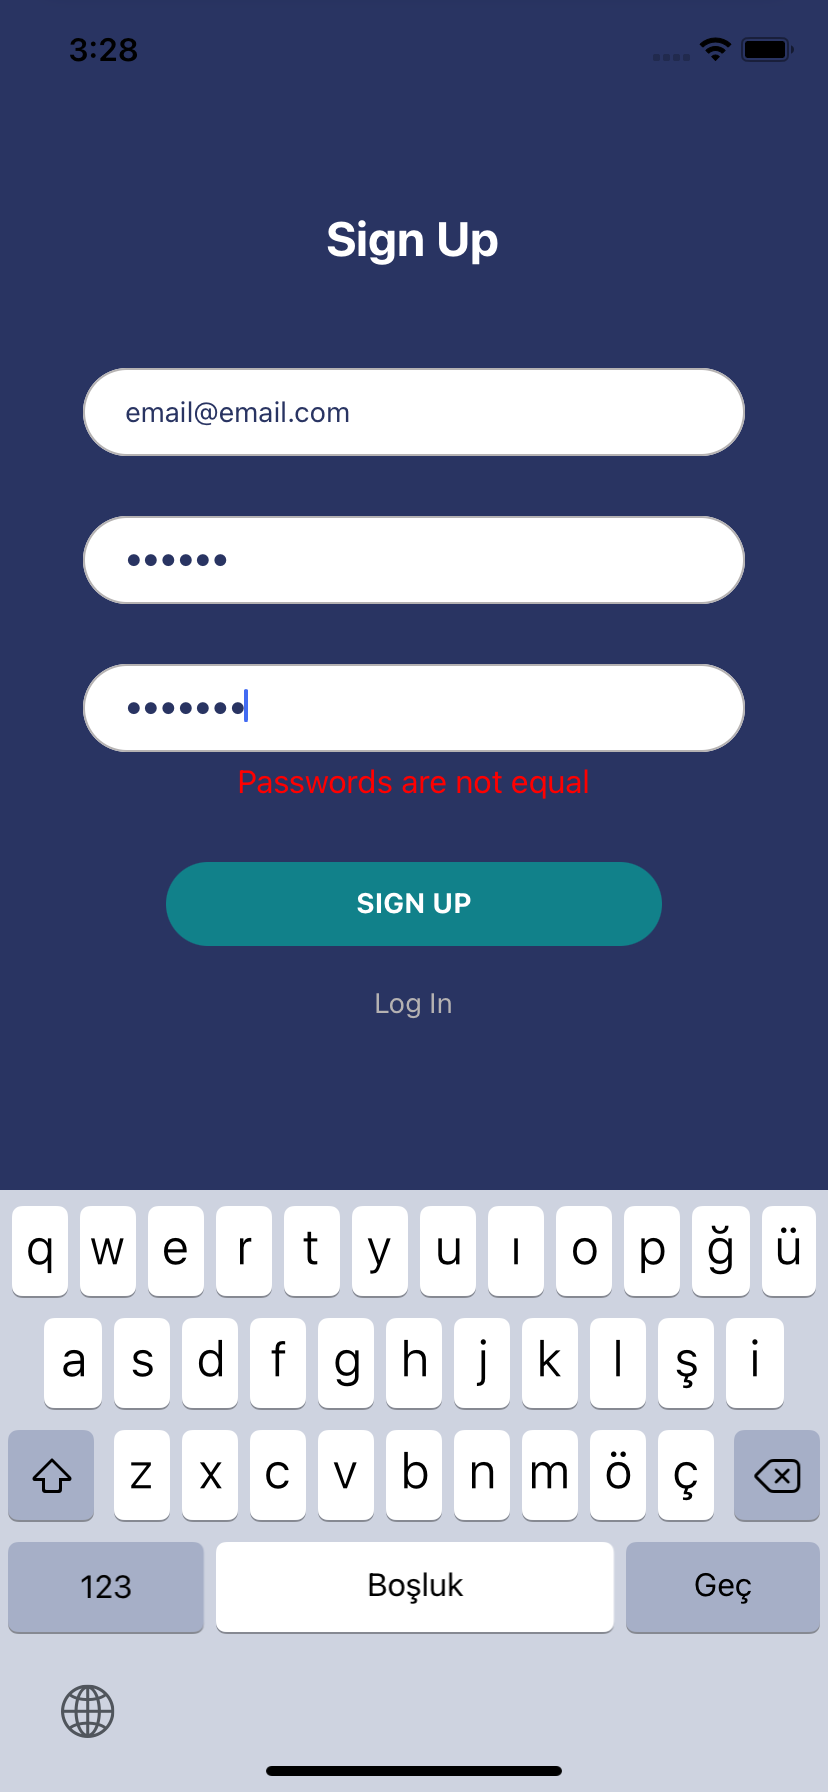 3:28
Sign Up
email@email.com
••••••
•••••••
Passwords are not equal
SIGN UP
Log In
q w e r t y u ı o p ğ ü
a s d f g h j k l ş i
z x c v b n m ö ç
123 Boşluk Geç